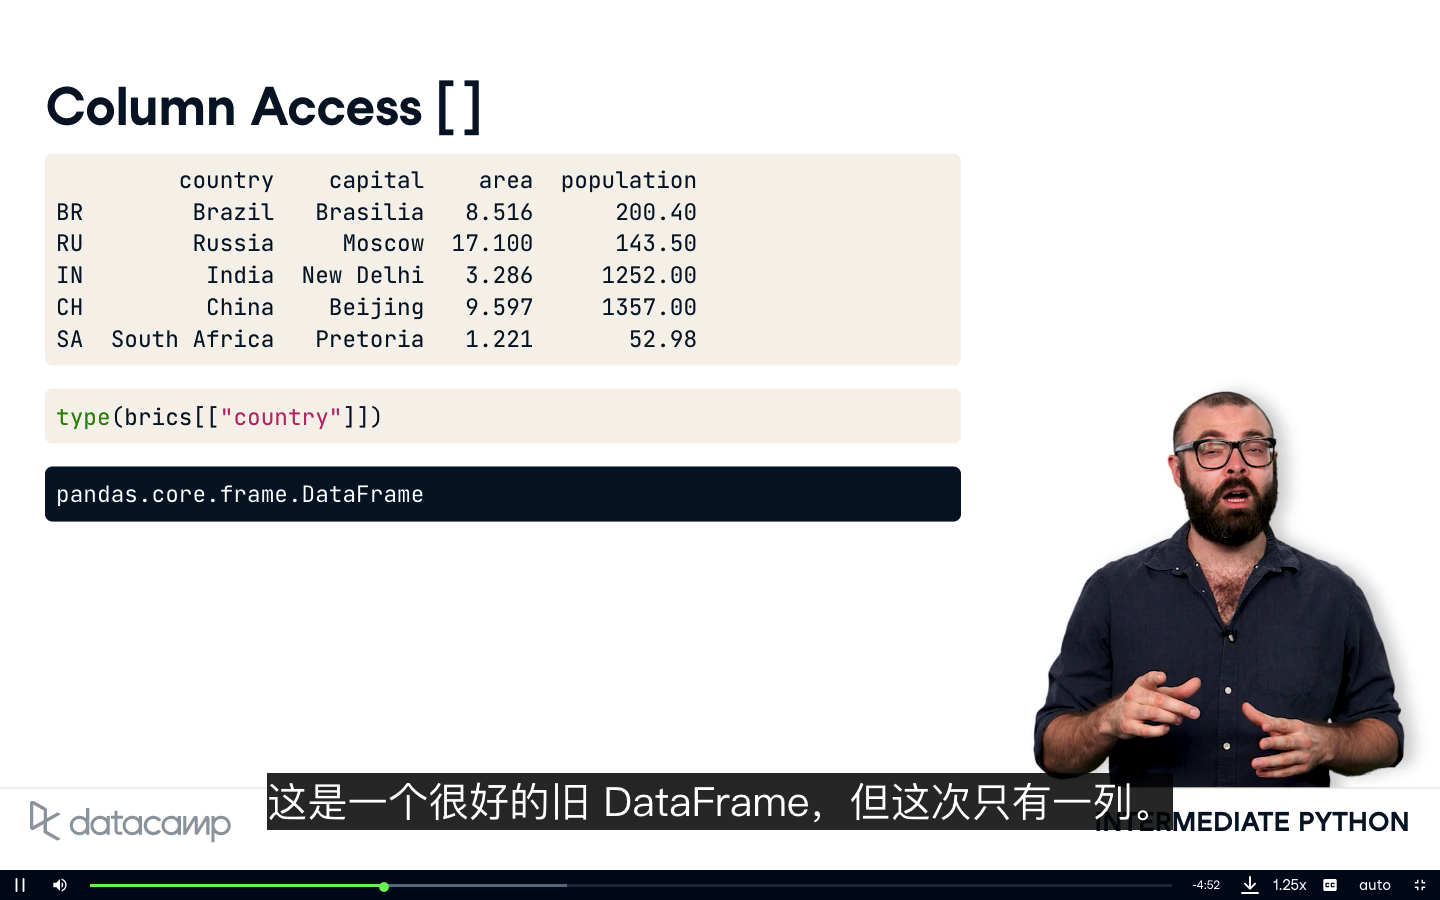 Column Access []
country capital area population
BR Brazil Brasilia 8.516 200.40
RU Russia Moscow 17.100 143.50
IN India New Delhi 3.286 1252.00
CH China Beijing 9.597 1357.00
SA South Africa Pretoria 1.221 52.98
type(brics[["country"]])
pandas.core.frame.DataFrame
这是一个很好的旧 DataFrame，但这次只有一列。
datacamp
INTERMEDIATE PYTHON
-4:52 1.25x CC auto